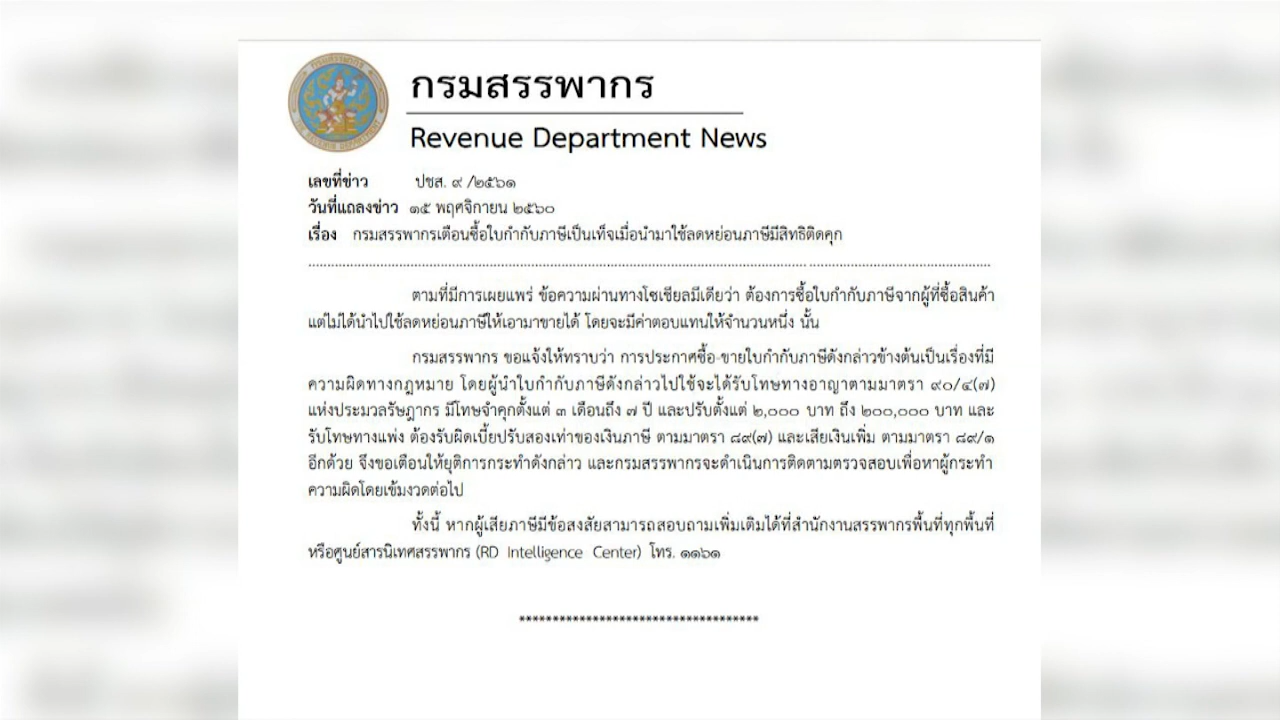 กรมสรรพากร
THE REVENUE DEPARTMENT
กรมสรรพากร
Revenue Department News
เลขที่ข่าว ปชส. ๙ /๒๕๖๑
วันที่แถลงข่าว ๑๕ พฤศจิกายน ๒๕๖๐
เรื่อง กรมสรรพากรเตือนซื้อใบกำกับภาษีเป็นเท็จเมื่อนำมาใช้ลดหย่อนภาษีมีสิทธิติดคุก
ตามที่มีการเผยแพร่ ข้อความผ่านทางโซเชียลมีเดียว่า ต้องการซื้อใบกำกับภาษีจากผู้ที่ซื้อสินค้า
แต่ไม่ได้นำไปใช้ลดหย่อนภาษีให้เอามาขายได้ โดยจะมีค่าตอบแทนให้จำนวนหนึ่ง นั้น
กรมสรรพากร ขอแจ้งให้ทราบว่า การประกาศซื้อ-ขายใบกำกับภาษีดังกล่าวข้างต้นเป็นเรื่องที่มี
ความผิดทางกฎหมาย โดยผู้นำใบกำกับภาษีดังกล่าวไปใช้จะได้รับโทษทางอาญาตามมาตรา ๙๐/๔(๗)
แห่งประมวลรัษฎากร มีโทษจำคุกตั้งแต่ ๓ เดือนถึง ๗ ปี และปรับตั้งแต่ ๒,๐๐๐ บาท ถึง ๒๐๐,๐๐๐ บาท และ
รับโทษทางแพ่ง ต้องรับผิดเบี้ยปรับสองเท่าของเงินภาษี ตามมาตรา ๘๙(๗) และเสียเงินเพิ่ม ตามมาตรา ๘๙/๑
อีกด้วย จึงขอเตือนให้ยุติการกระทำดังกล่าว และกรมสรรพากรจะดำเนินการติดตามตรวจสอบเพื่อหาผู้กระทำ
ความผิดโดยเข้มงวดต่อไป
ทั้งนี้ หากผู้เสียภาษีมีข้อสงสัยสามารถสอบถามเพิ่มเติมได้ที่สำนักงานสรรพากรพื้นที่ทุกพื้นที่
หรือศูนย์สารนิเทศสรรพากร (RD Intelligence Center) โทร. ๑๑๖๑
************************************